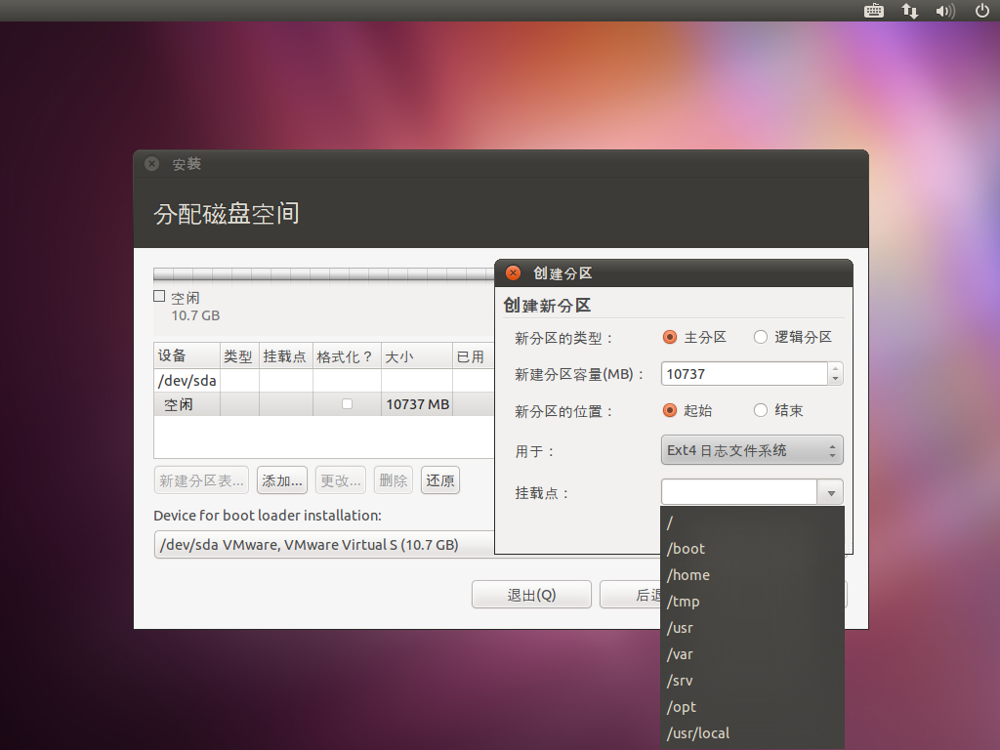 安装
分配磁盘空间
空闲
10.7 GB
设备 类型 挂载点 格式化？ 大小 已用
/dev/sda
空闲 10737 MB
新建分区表... 添加... 更改... 删除 还原
Device for boot loader installation:
/dev/sda VMware, VMware Virtual S (10.7 GB)
退出(Q) 后退
创建分区
创建新分区
新分区的类型： 主分区 逻辑分区
新建分区容量(MB)： 10737
新分区的位置： 起始 结束
用于： Ext4 日志文件系统
挂载点：
/
/boot
/home
/tmp
/usr
/var
/srv
/opt
/usr/local